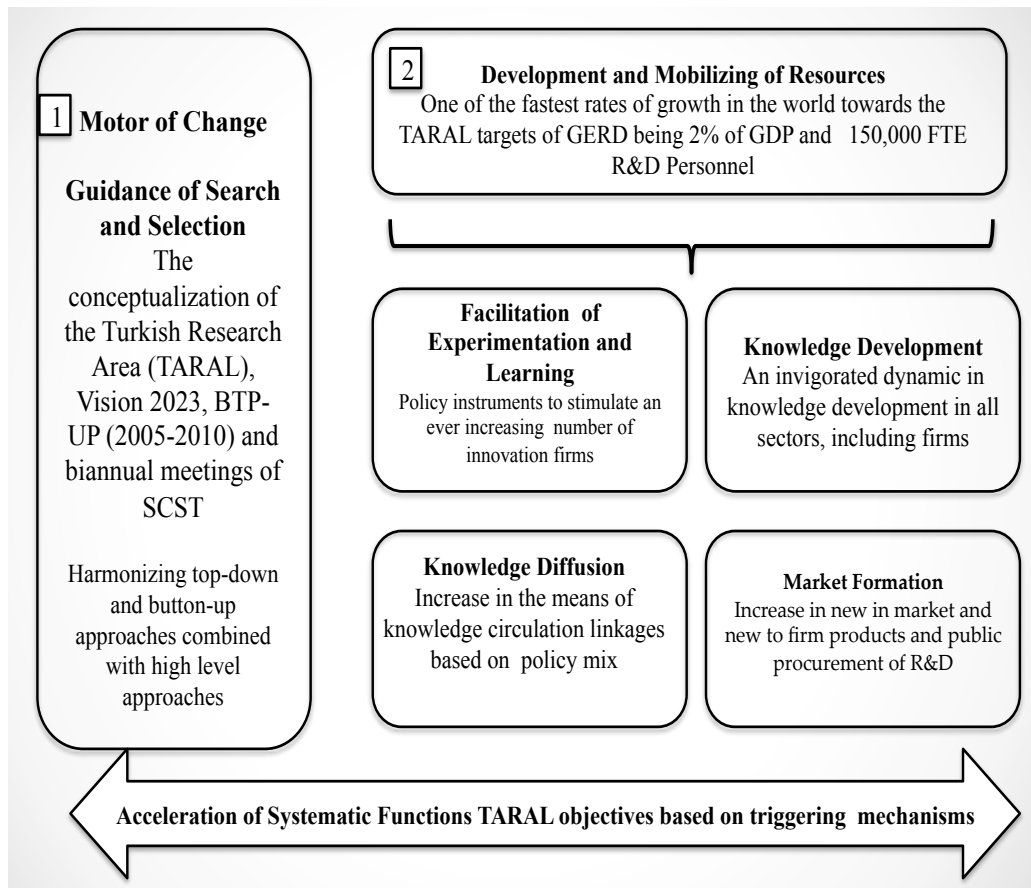 1
Motor of Change
Guidance of Search
and Selection
The
conceptualization of
the Turkish Research
Area (TARAL),
Vision 2023, BTP-
UP (2005-2010) and
biannual meetings of
SCST
Harmonizing top-down
and button-up
approaches combined
with high level
approaches
2
Development and Mobilizing of Resources
One of the fastest rates of growth in the world towards the
TARAL targets of GERD being 2% of GDP and 150,000 FTE
R&D Personnel
Facilitation of
Experimentation and
Learning
Policy instruments to stimulate an
ever increasing number of
innovation firms
Knowledge Development
An invigorated dynamic in
knowledge development in all
sectors, including firms
Knowledge Diffusion
Increase in the means of
knowledge circulation linkages
based on policy mix
Market Formation
Increase in new in market and
new to firm products and public
procurement of R&D
Acceleration of Systematic Functions TARAL objectives based on triggering mechanisms